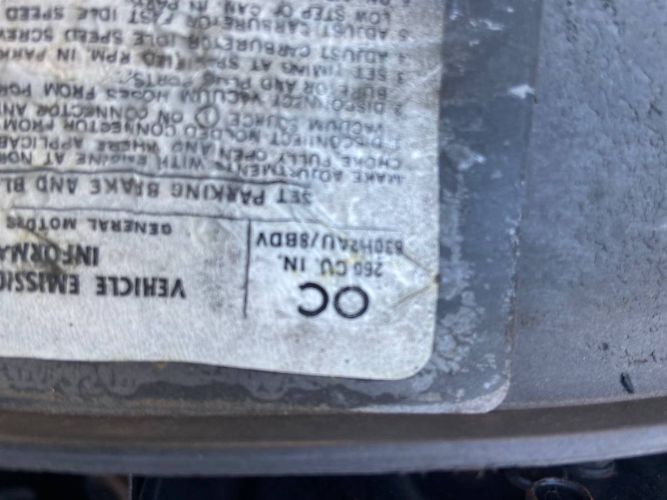 OC
260 CU. IN.
830H2AU/8BBDV
VEHICLE EMISSIO
INFORMA
GENERAL MOTORS
SET PARKING BRAKE AND BL
MAKE ADJUSTMENTS WITH ENGINE AT NOR
CHOKE FULLY OPEN AND WHERE APPLICAB
1 DISCONNECT MOLDED CONNECTOR FROM
VACUUM SOURCE ON CONNECTOR AN
2 DISCONNECT VACUUM HOSES FROM
AND PLUG PORTS
3 SET TIMING AT SPECIFIED RPM. IN PARK
4 ADJUST CARBURETOR IDLE SPEED SCREW
5 ADJUST CARBURETOR FAST IDLE SPEED
LOW STEP OF CAM IN